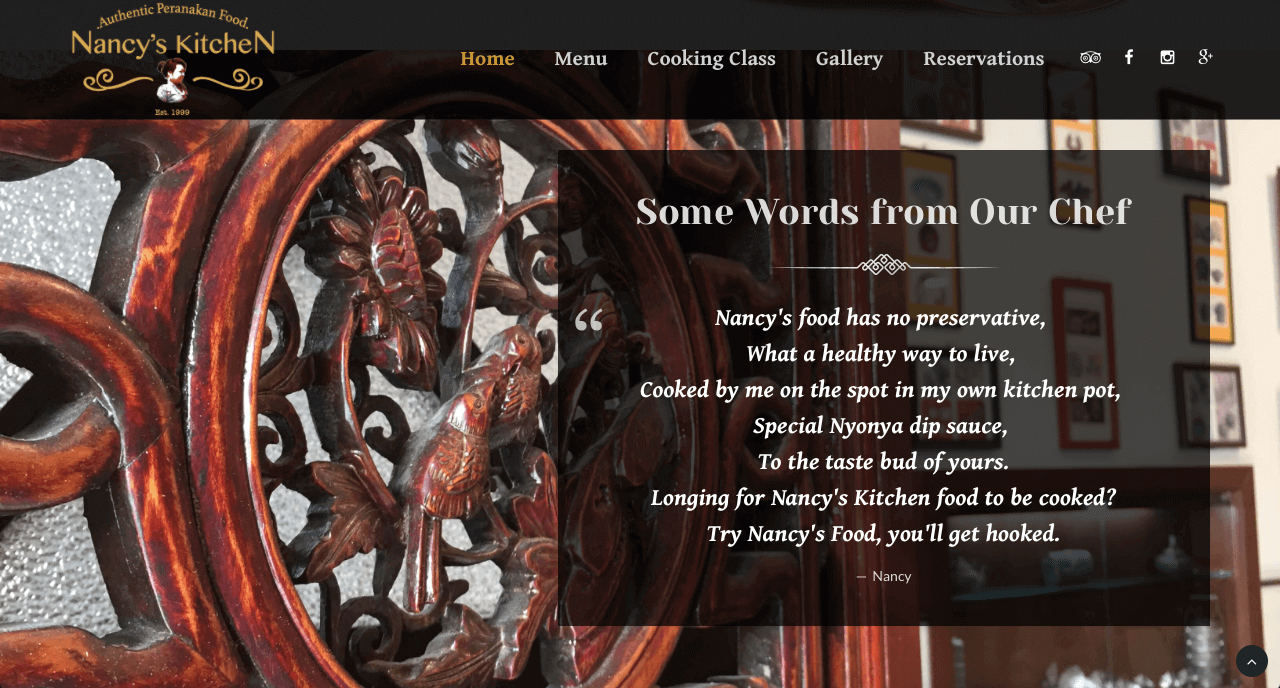 Authentic Peranakan Food
Nancy's KitcheN
Est. 1999
Home Menu Cooking Class Gallery Reservations
Some Words from Our Chef
“
Nancy's food has no preservative,
What a healthy way to live,
Cooked by me on the spot in my own kitchen pot,
Special Nyonya dip sauce,
To the taste bud of yours.
Longing for Nancy's Kitchen food to be cooked?
Try Nancy's Food, you'll get hooked.
— Nancy